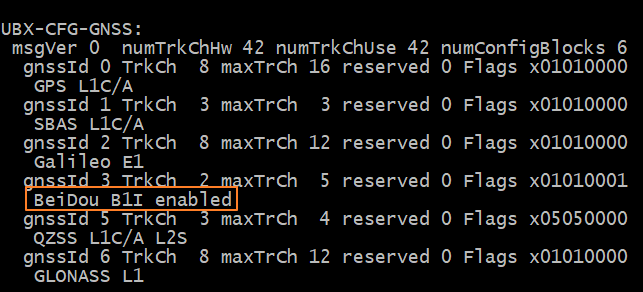 UBX-CFG-GNSS:
msgVer 0 numTrkChHw 42 numTrkChUse 42 numConfigBlocks 6
gnssId 0 TrkCh 8 maxTrCh 16 reserved 0 Flags x01010000
GPS L1C/A
gnssId 1 TrkCh 3 maxTrCh 3 reserved 0 Flags x01010000
SBAS L1C/A
gnssId 2 TrkCh 8 maxTrCh 12 reserved 0 Flags x01010000
Galileo E1
gnssId 3 TrkCh 2 maxTrCh 5 reserved 0 Flags x01010001
BeiDou B1I enabled
gnssId 5 TrkCh 3 maxTrCh 4 reserved 0 Flags x05050000
QZSS L1C/A L2S
gnssId 6 TrkCh 8 maxTrCh 12 reserved 0 Flags x01010000
GLONASS L1